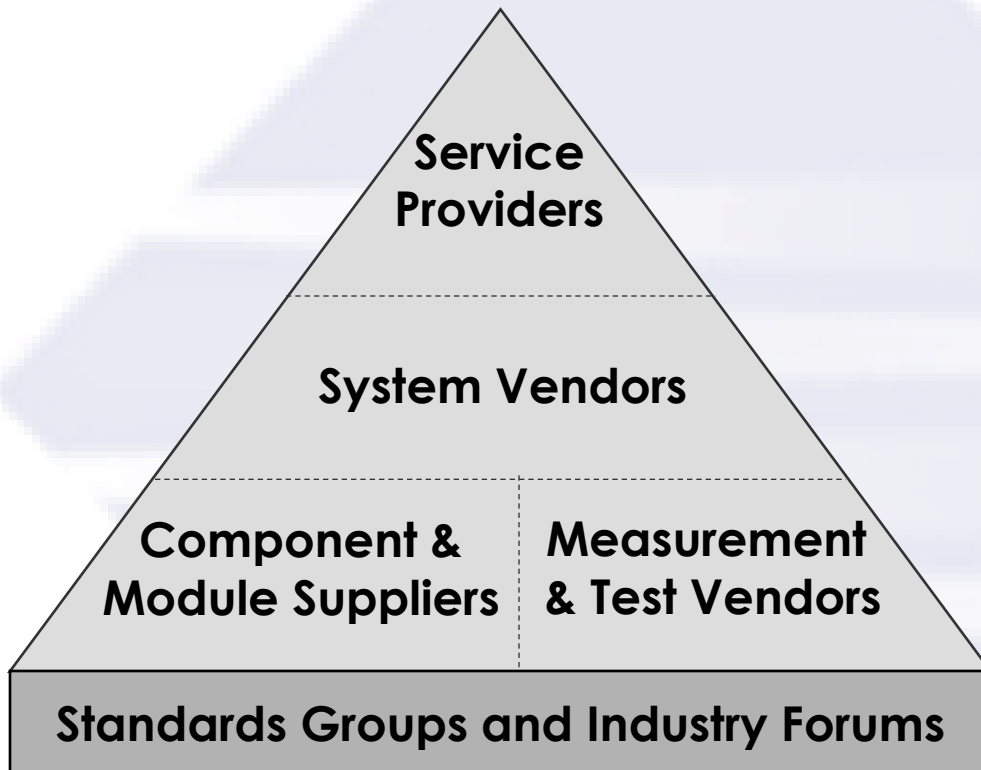 Service
Providers
System Vendors
Component &
Module Suppliers
Measurement
& Test Vendors
Standards Groups and Industry Forums